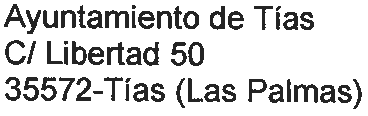 Ayuntamiento de Tías
C/ Libertad 50
35572-Tías (Las Palmas)